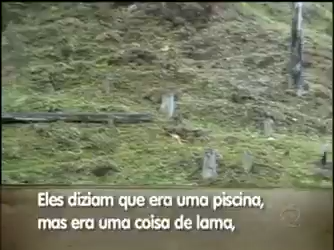 Eles diziam que era uma piscina,
mas era uma coisa de lama,